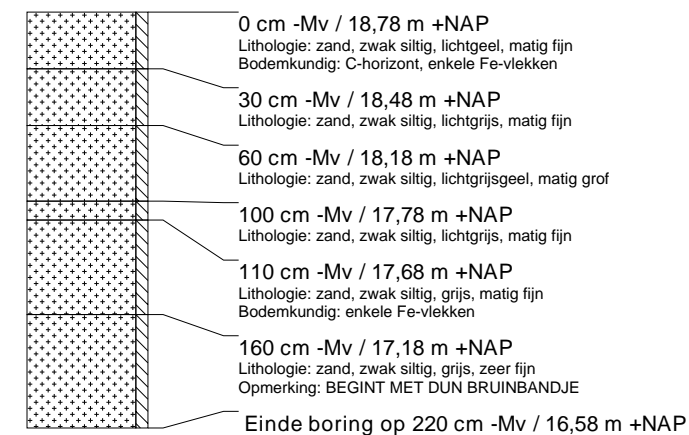 0 cm -Mv / 18,78 m +NAP
Lithologie: zand, zwak siltig, lichtgeel, matig fijn
Bodemkundig: C-horizont, enkele Fe-vlekken
30 cm -Mv / 18,48 m +NAP
Lithologie: zand, zwak siltig, lichtgrijs, matig fijn
60 cm -Mv / 18,18 m +NAP
Lithologie: zand, zwak siltig, lichtgrijsgeel, matig grof
100 cm -Mv / 17,78 m +NAP
Lithologie: zand, zwak siltig, lichtgrijs, matig fijn
110 cm -Mv / 17,68 m +NAP
Lithologie: zand, zwak siltig, grijs, matig fijn
Bodemkundig: enkele Fe-vlekken
160 cm -Mv / 17,18 m +NAP
Lithologie: zand, zwak siltig, grijs, zeer fijn
Opmerking: BEGINT MET DUN BRUINBANDJE
Einde boring op 220 cm -Mv / 16,58 m +NAP